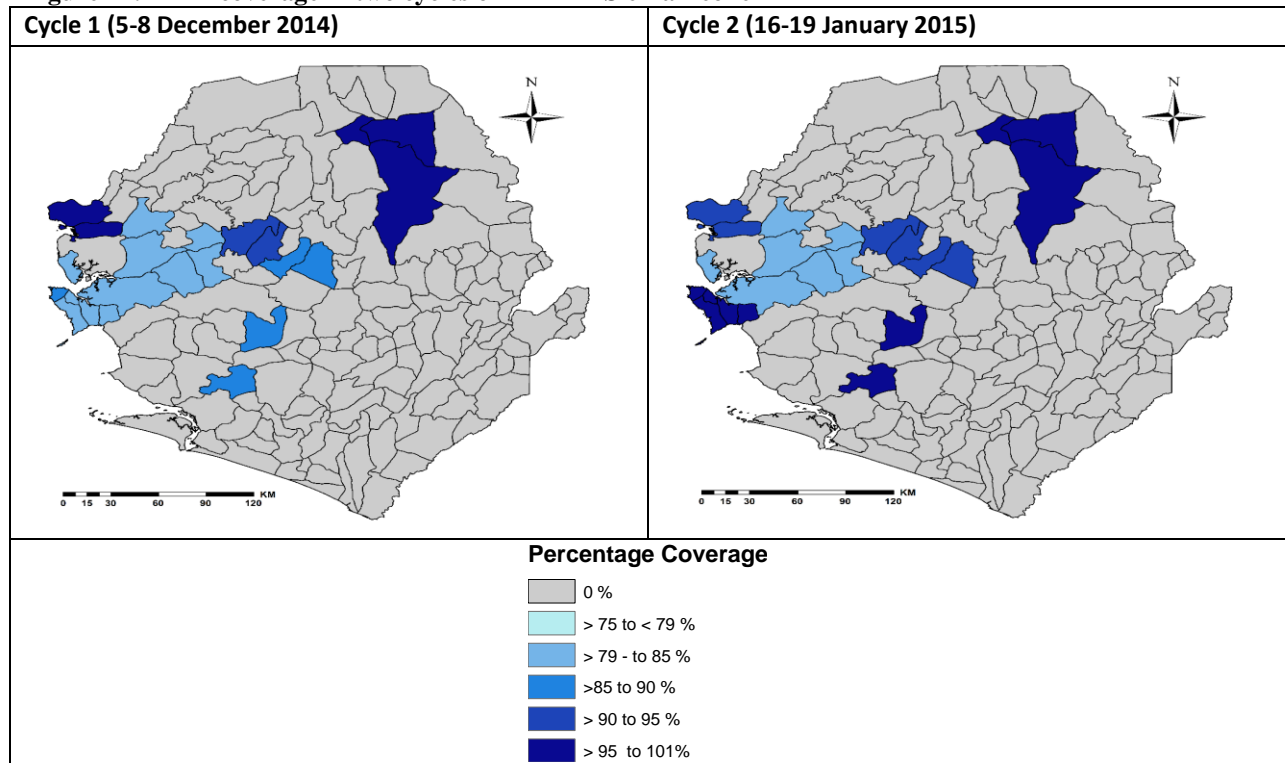 Cycle 1 (5-8 December 2014)
Cycle 2 (16-19 January 2015)
N
N
0 15 30 60 90 120 KM
0 15 30 60 90 120 KM
Percentage Coverage
0 %
> 75 to < 79 %
> 79 - to 85 %
>85 to 90 %
> 90 to 95 %
> 95 to 101%